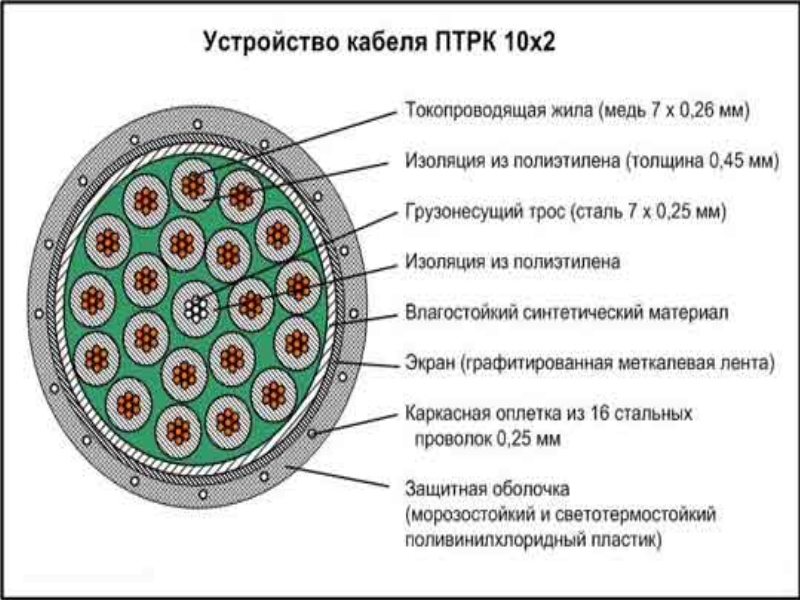 Устройство кабеля ПТРК 10х2
Токопроводящая жила (медь 7 х 0,26 мм)
Изоляция из полиэтилена (толщина 0,45 мм)
Грузонесущий трос (сталь 7 х 0,25 мм)
Изоляция из полиэтилена
Влагостойкий синтетический материал
Экран (графитированная меткалевая лента)
Каркасная оплетка из 16 стальных
проволок 0,25 мм
Защитная оболочка
(морозостойкий и светотермостойкий
поливинилхлоридный пластик)